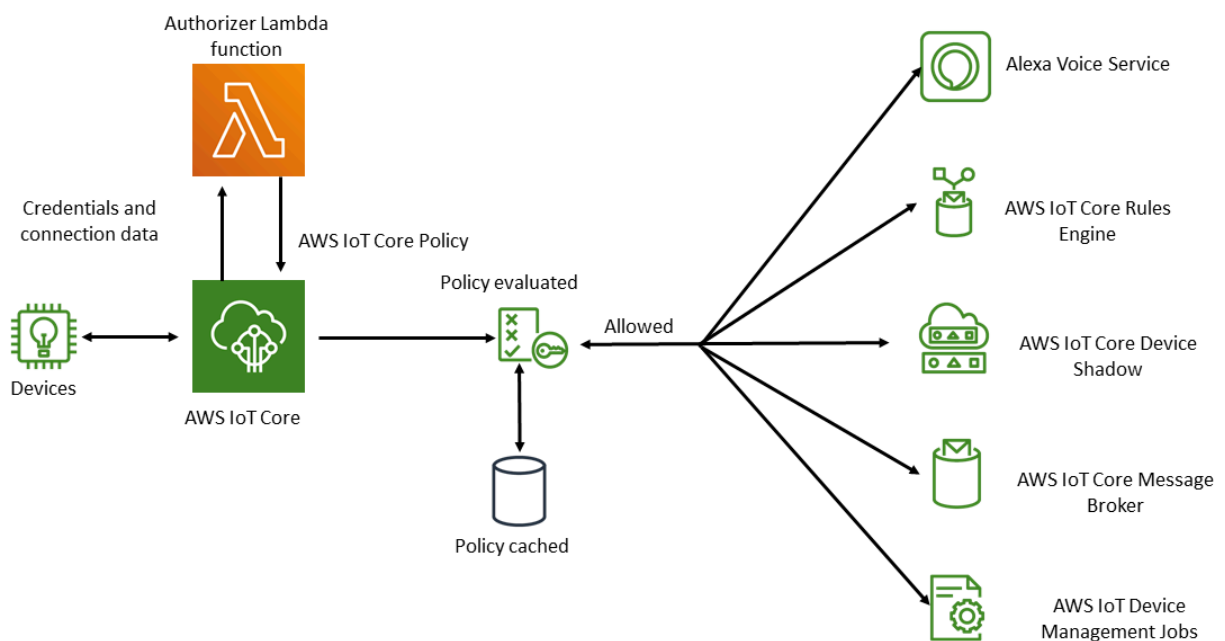 Authorizer Lambda
function
Alexa Voice Service
Credentials and
connection data
AWS IoT Core Policy
AWS IoT Core Rules
Engine
Policy evaluated
Allowed
AWS IoT Core Device
Shadow
Devices
AWS IoT Core
AWS IoT Core Message
Broker
Policy cached
AWS IoT Device
Management Jobs